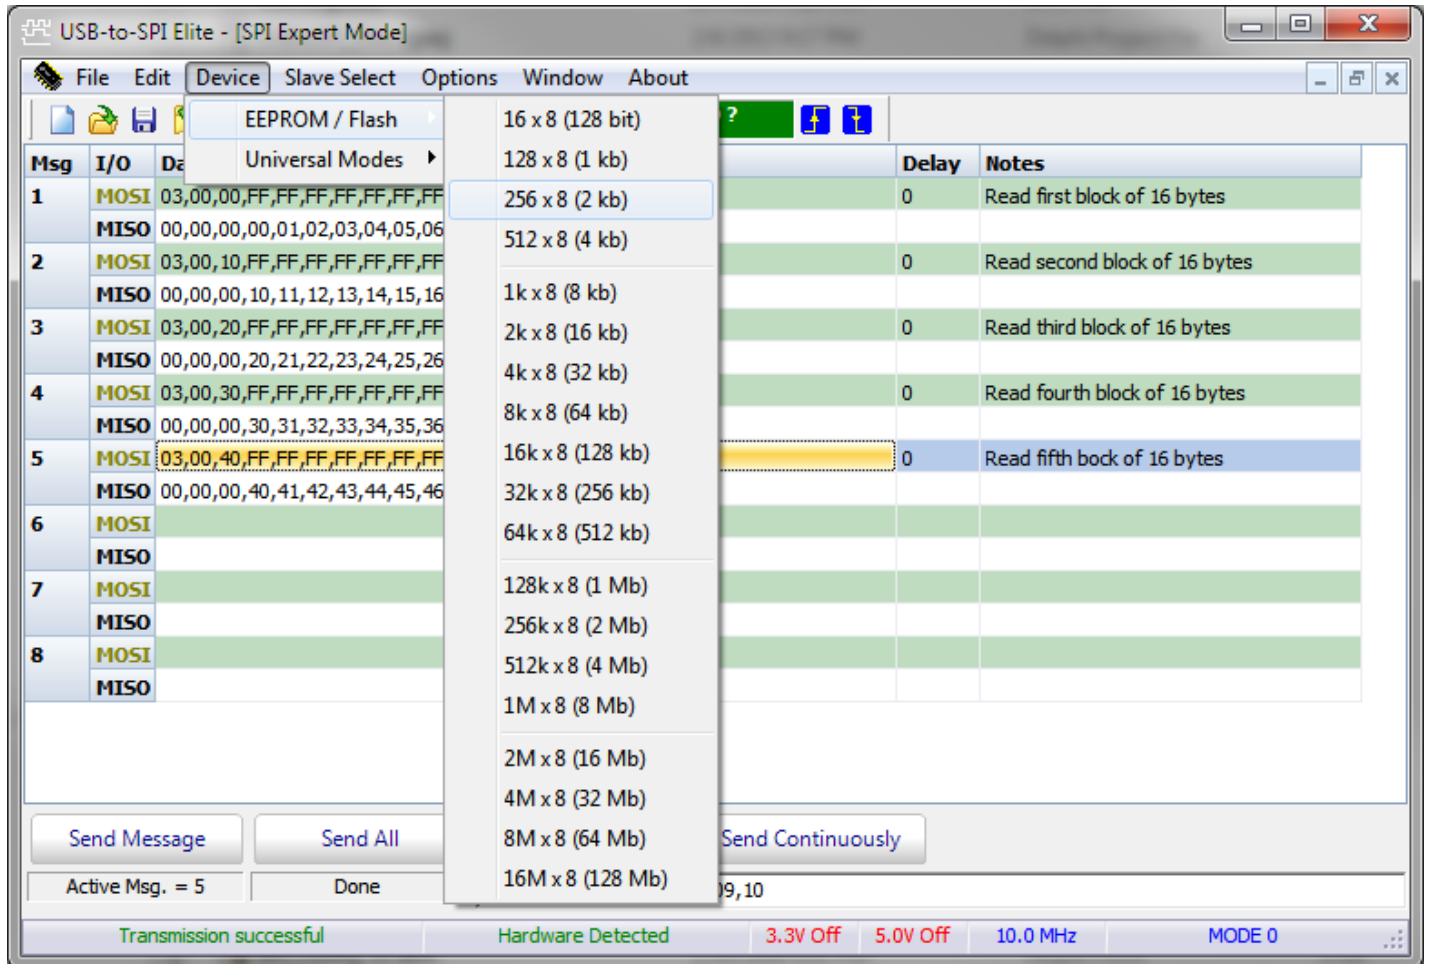 USB-to-SPI Elite - [SPI Expert Mode]
File Edit Device Slave Select Options Window About
EEPROM / Flash
Universal Modes
16 x 8 (128 bit)
128 x 8 (1 kb)
256 x 8 (2 kb)
512 x 8 (4 kb)
1k x 8 (8 kb)
2k x 8 (16 kb)
4k x 8 (32 kb)
8k x 8 (64 kb)
16k x 8 (128 kb)
32k x 8 (256 kb)
64k x 8 (512 kb)
128k x 8 (1 Mb)
256k x 8 (2 Mb)
512k x 8 (4 Mb)
1M x 8 (8 Mb)
2M x 8 (16 Mb)
4M x 8 (32 Mb)
8M x 8 (64 Mb)
16M x 8 (128 Mb)
?
Msg I/O Da Delay Notes
1 MOSI 03,00,00,FF,FF,FF,FF,FF,FF 0 Read first block of 16 bytes
MISO 00,00,00,00,01,02,03,04,05,06
2 MOSI 03,00,10,FF,FF,FF,FF,FF,FF 0 Read second block of 16 bytes
MISO 00,00,00,10,11,12,13,14,15,16
3 MOSI 03,00,20,FF,FF,FF,FF,FF,FF 0 Read third block of 16 bytes
MISO 00,00,00,20,21,22,23,24,25,26
4 MOSI 03,00,30,FF,FF,FF,FF,FF,FF 0 Read fourth block of 16 bytes
MISO 00,00,00,30,31,32,33,34,35,36
5 MOSI 03,00,40,FF,FF,FF,FF,FF,FF 0 Read fifth bock of 16 bytes
MISO 00,00,00,40,41,42,43,44,45,46
6 MOSI
MISO
7 MOSI
MISO
8 MOSI
MISO
Send Message Send All Send Continuously
Active Msg. = 5 Done 09,10
Transmission successful Hardware Detected 3.3V Off 5.0V Off 10.0 MHz MODE 0